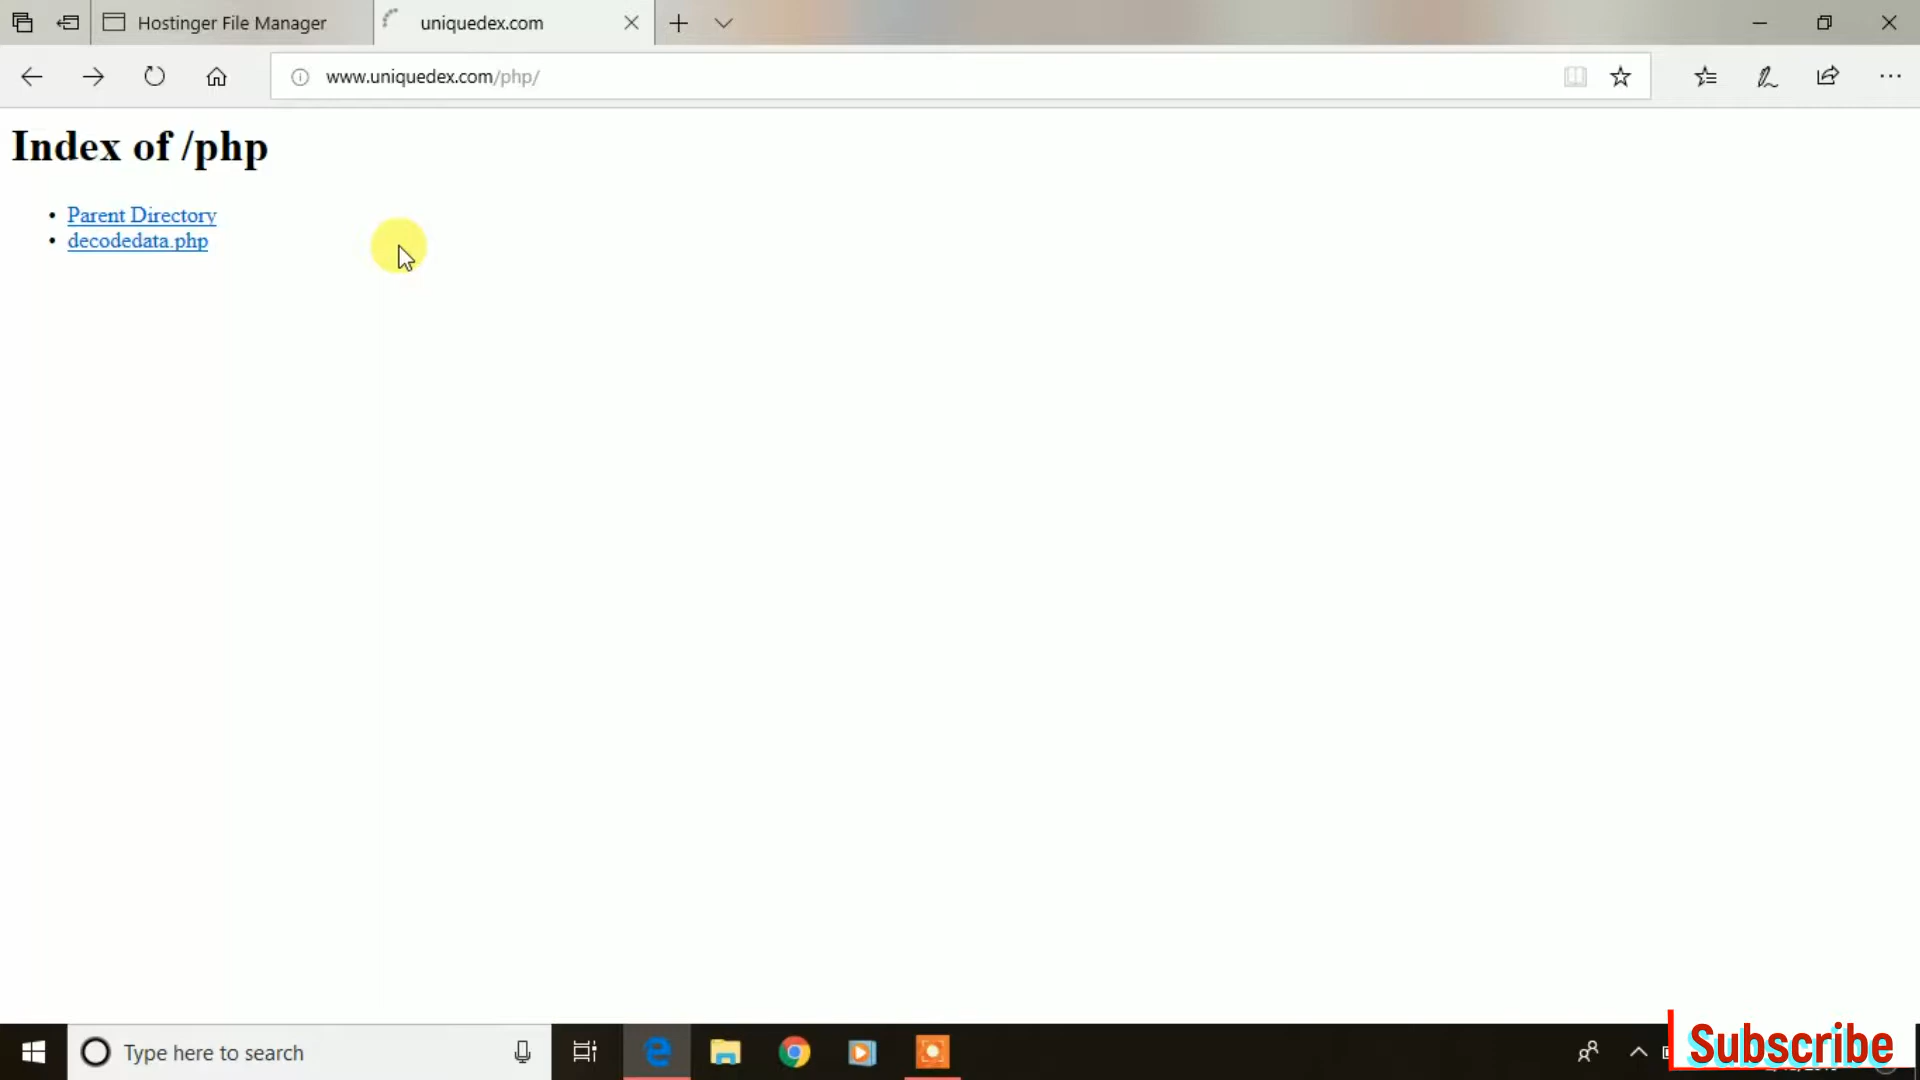 Hostinger File Manager
uniquedex.com
www.uniquedex.com/php/
Index of /php
• Parent Directory
• decodedata.php
Type here to search
Subscribe